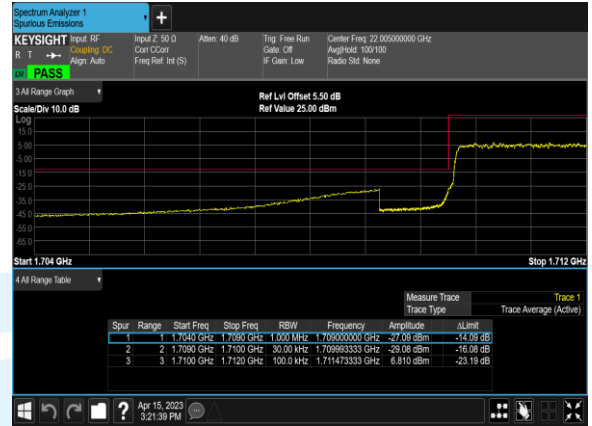 Spectrum Analyzer 1
Spurious Emissions
KEYSIGHT Input: RF Input Z: 50 Ω Atten: 40 dB Trig: Free Run Center Freq: 22.005000000 GHz
R T Coupling: DC Corr CCorr Gate: Off Avg|Hold: 100/100
Align: Auto Freq Ref: Int (S) IF Gain: Low Radio Std: None
PASS
3 All Range Graph
Ref Lvl Offset 5.50 dB
Scale/Div 10.0 dB Ref Value 25.00 dBm
Log
15.0
5.00
-5.00
-15.0
-25.0
-35.0
-45.0
-55.0
-65.0
Start 1.704 GHz Stop 1.712 GHz
4 All Range Table
Measure Trace Trace 1
Trace Type Trace Average (Active)
Spur Range Start Freq Stop Freq RBW Frequency Amplitude ΔLimit
1 1 1.7040 GHz 1.7090 GHz 1.000 MHz 1.709000000 GHz -27.09 dBm -14.09 dB
2 2 1.7090 GHz 1.7100 GHz 30.00 kHz 1.709993333 GHz -29.08 dBm -16.08 dB
3 3 1.7100 GHz 1.7120 GHz 100.0 kHz 1.711473333 GHz 6.810 dBm -23.19 dB
? Apr 15, 2023
3:21:39 PM